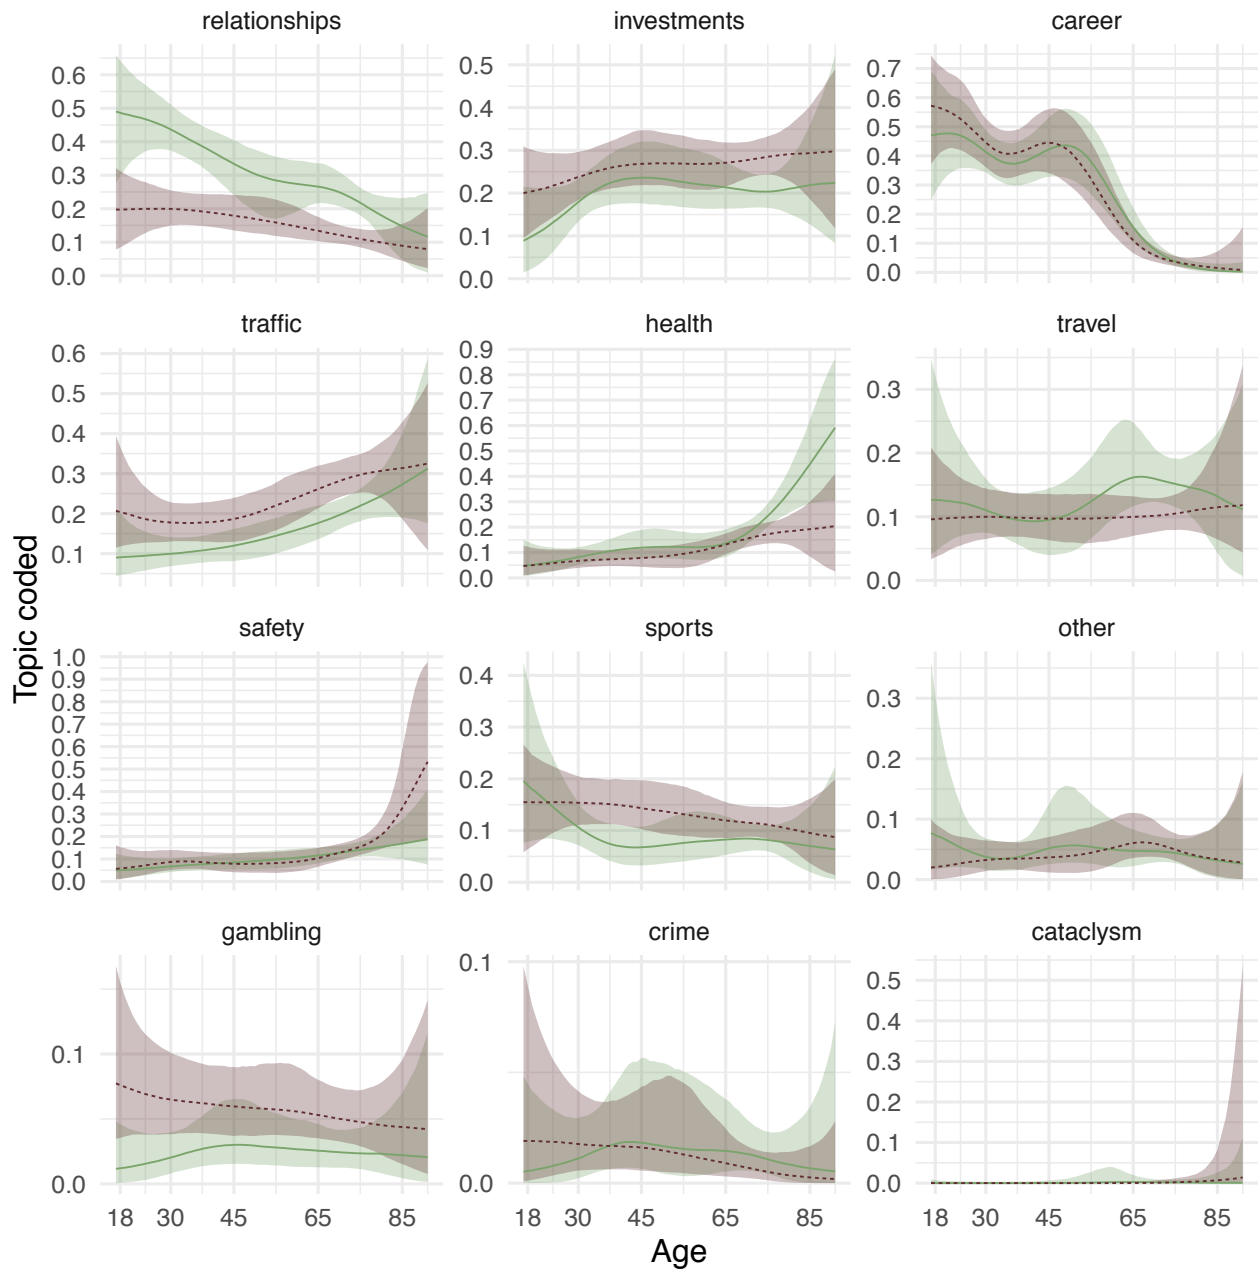 relationships investments career
0.6 0.5 0.4 0.3 0.2 0.1 0.0
0.5 0.4 0.3 0.2 0.1 0.0
0.7 0.6 0.5 0.4 0.3 0.2 0.1 0.0
traffic health travel
0.6 0.5 0.4 0.3 0.2 0.1
0.9 0.8 0.7 0.6 0.5 0.4 0.3 0.2 0.1 0.0
0.3 0.2 0.1 0.0
Topic coded
safety sports other
1.0 0.9 0.8 0.7 0.6 0.5 0.4 0.3 0.2 0.1 0.0
0.4 0.3 0.2 0.1 0.0
0.3 0.2 0.1 0.0
gambling crime cataclysm
0.1 0.0
0.1 0.0
0.5 0.4 0.3 0.2 0.1 0.0
18 30 45 65 85 18 30 45 65 85 18 30 45 65 85
Age